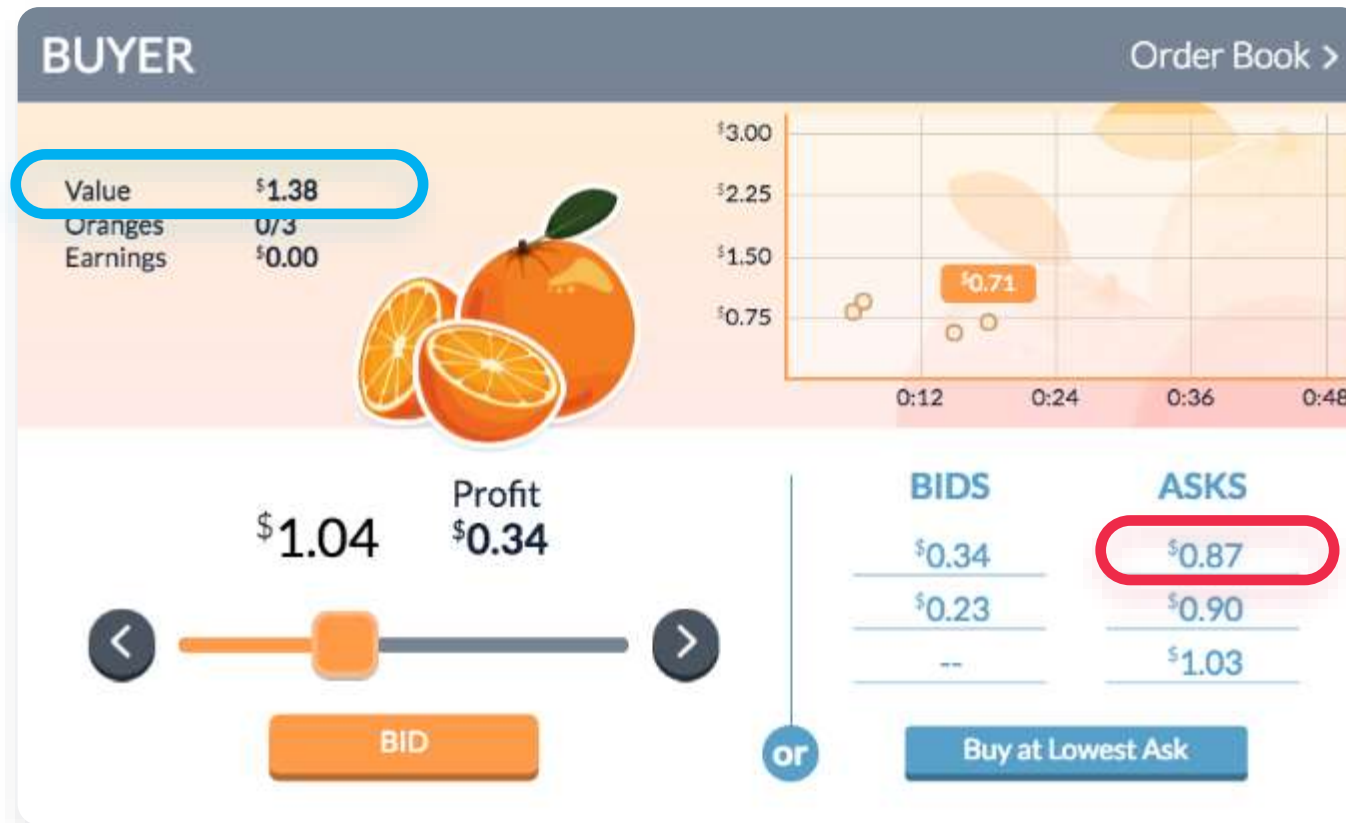 BUYER
Order Book >
Value $1.38
Oranges 0/3
Earnings $0.00
$3.00
$2.25
$1.50
$0.75
$0.71
0:12 0:24 0:36 0:48
$1.04
Profit
$0.34
BID
or
BIDS ASKS
$0.34 $0.87
$0.23 $0.90
-- $1.03
Buy at Lowest Ask